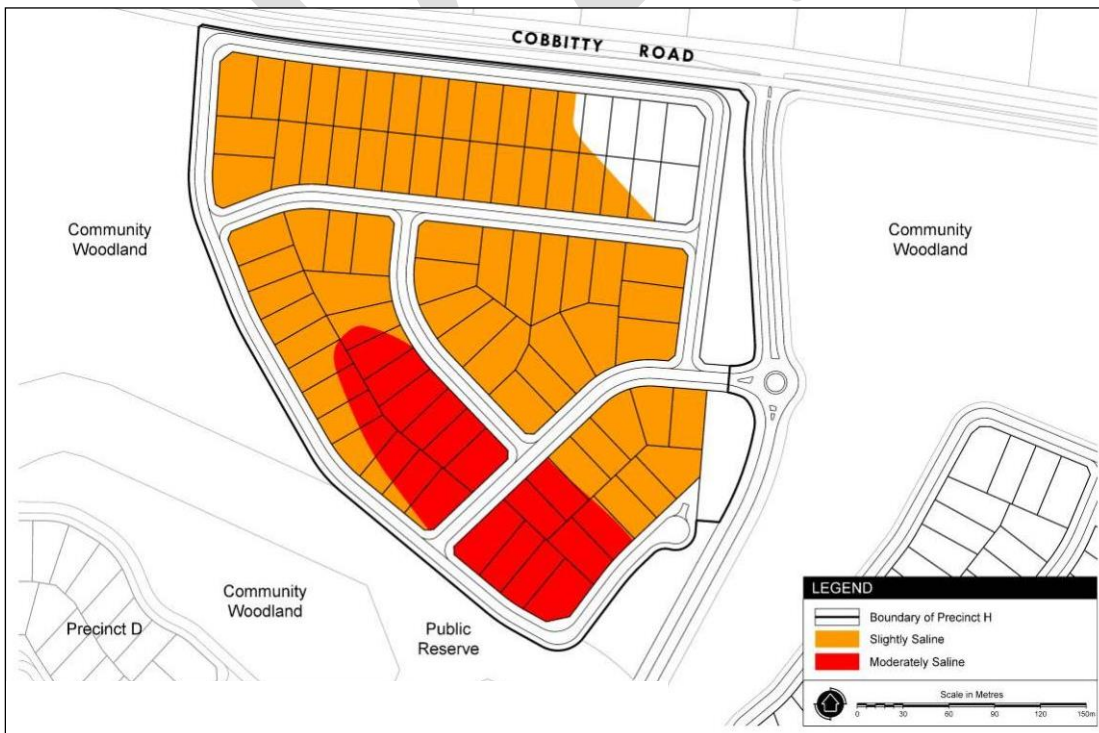 COBBITTY ROAD
Community
Woodland
Community
Woodland
Community
Woodland
Precinct D
Public
Reserve
LEGEND
Boundary of Precinct H
Slightly Saline
Moderately Saline
Scale in Metres
0 30 60 90 120 150m